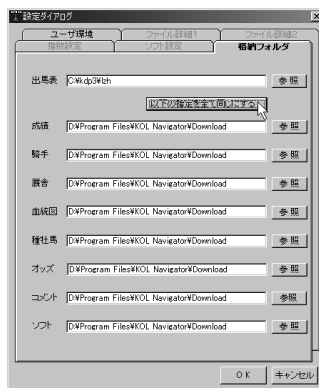 設定ダイアログ
ユーザ環境
ファイル詳細1
ファイル詳細2
指数設定
ソフト設定
格納フォルダ
出馬表 C:¥kdp3¥lzh 参照
以下の指定を全て同じにする
成績 D:¥Program Files¥KOL Navigator¥Download 参照
騎手 D:¥Program Files¥KOL Navigator¥Download 参照
厩舎 D:¥Program Files¥KOL Navigator¥Download 参照
血統図 D:¥Program Files¥KOL Navigator¥Download 参照
種牡馬 D:¥Program Files¥KOL Navigator¥Download 参照
オッズ D:¥Program Files¥KOL Navigator¥Download 参照
コメント D:¥Program Files¥KOL Navigator¥Download 参照
ソフト D:¥Program Files¥KOL Navigator¥Download 参照
OK キャンセル